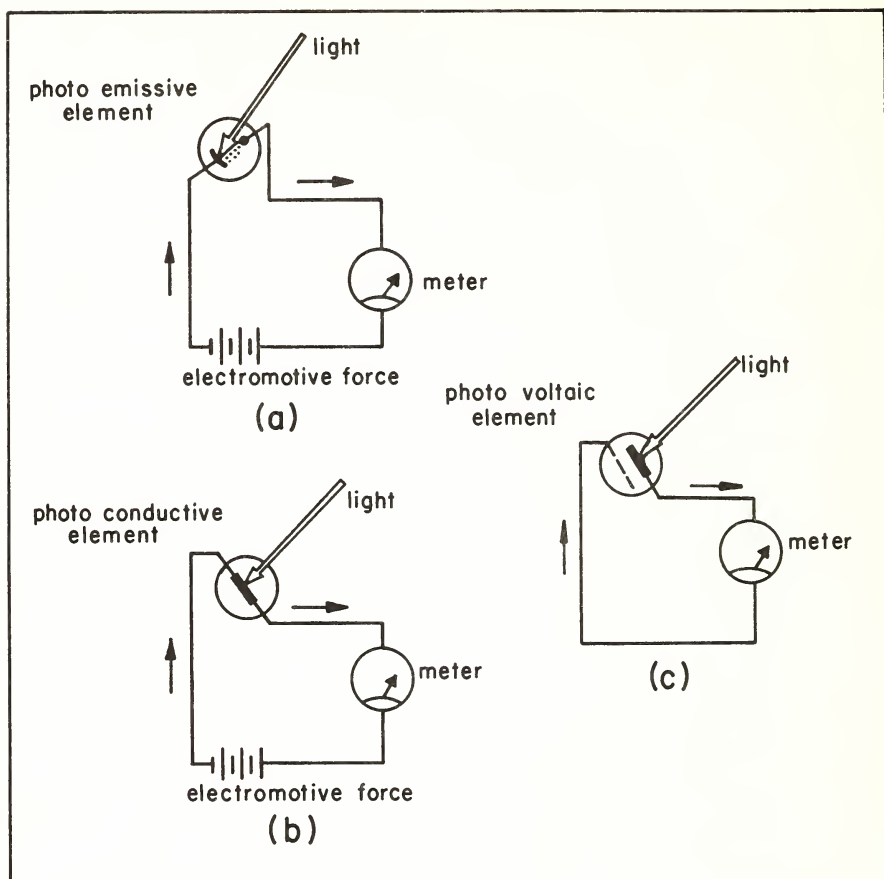 light
photo emissive
element
meter
electromotive force
(a)
photo conductive
element
light
meter
electromotive force
(b)
photo voltaic
element
light
meter
(c)